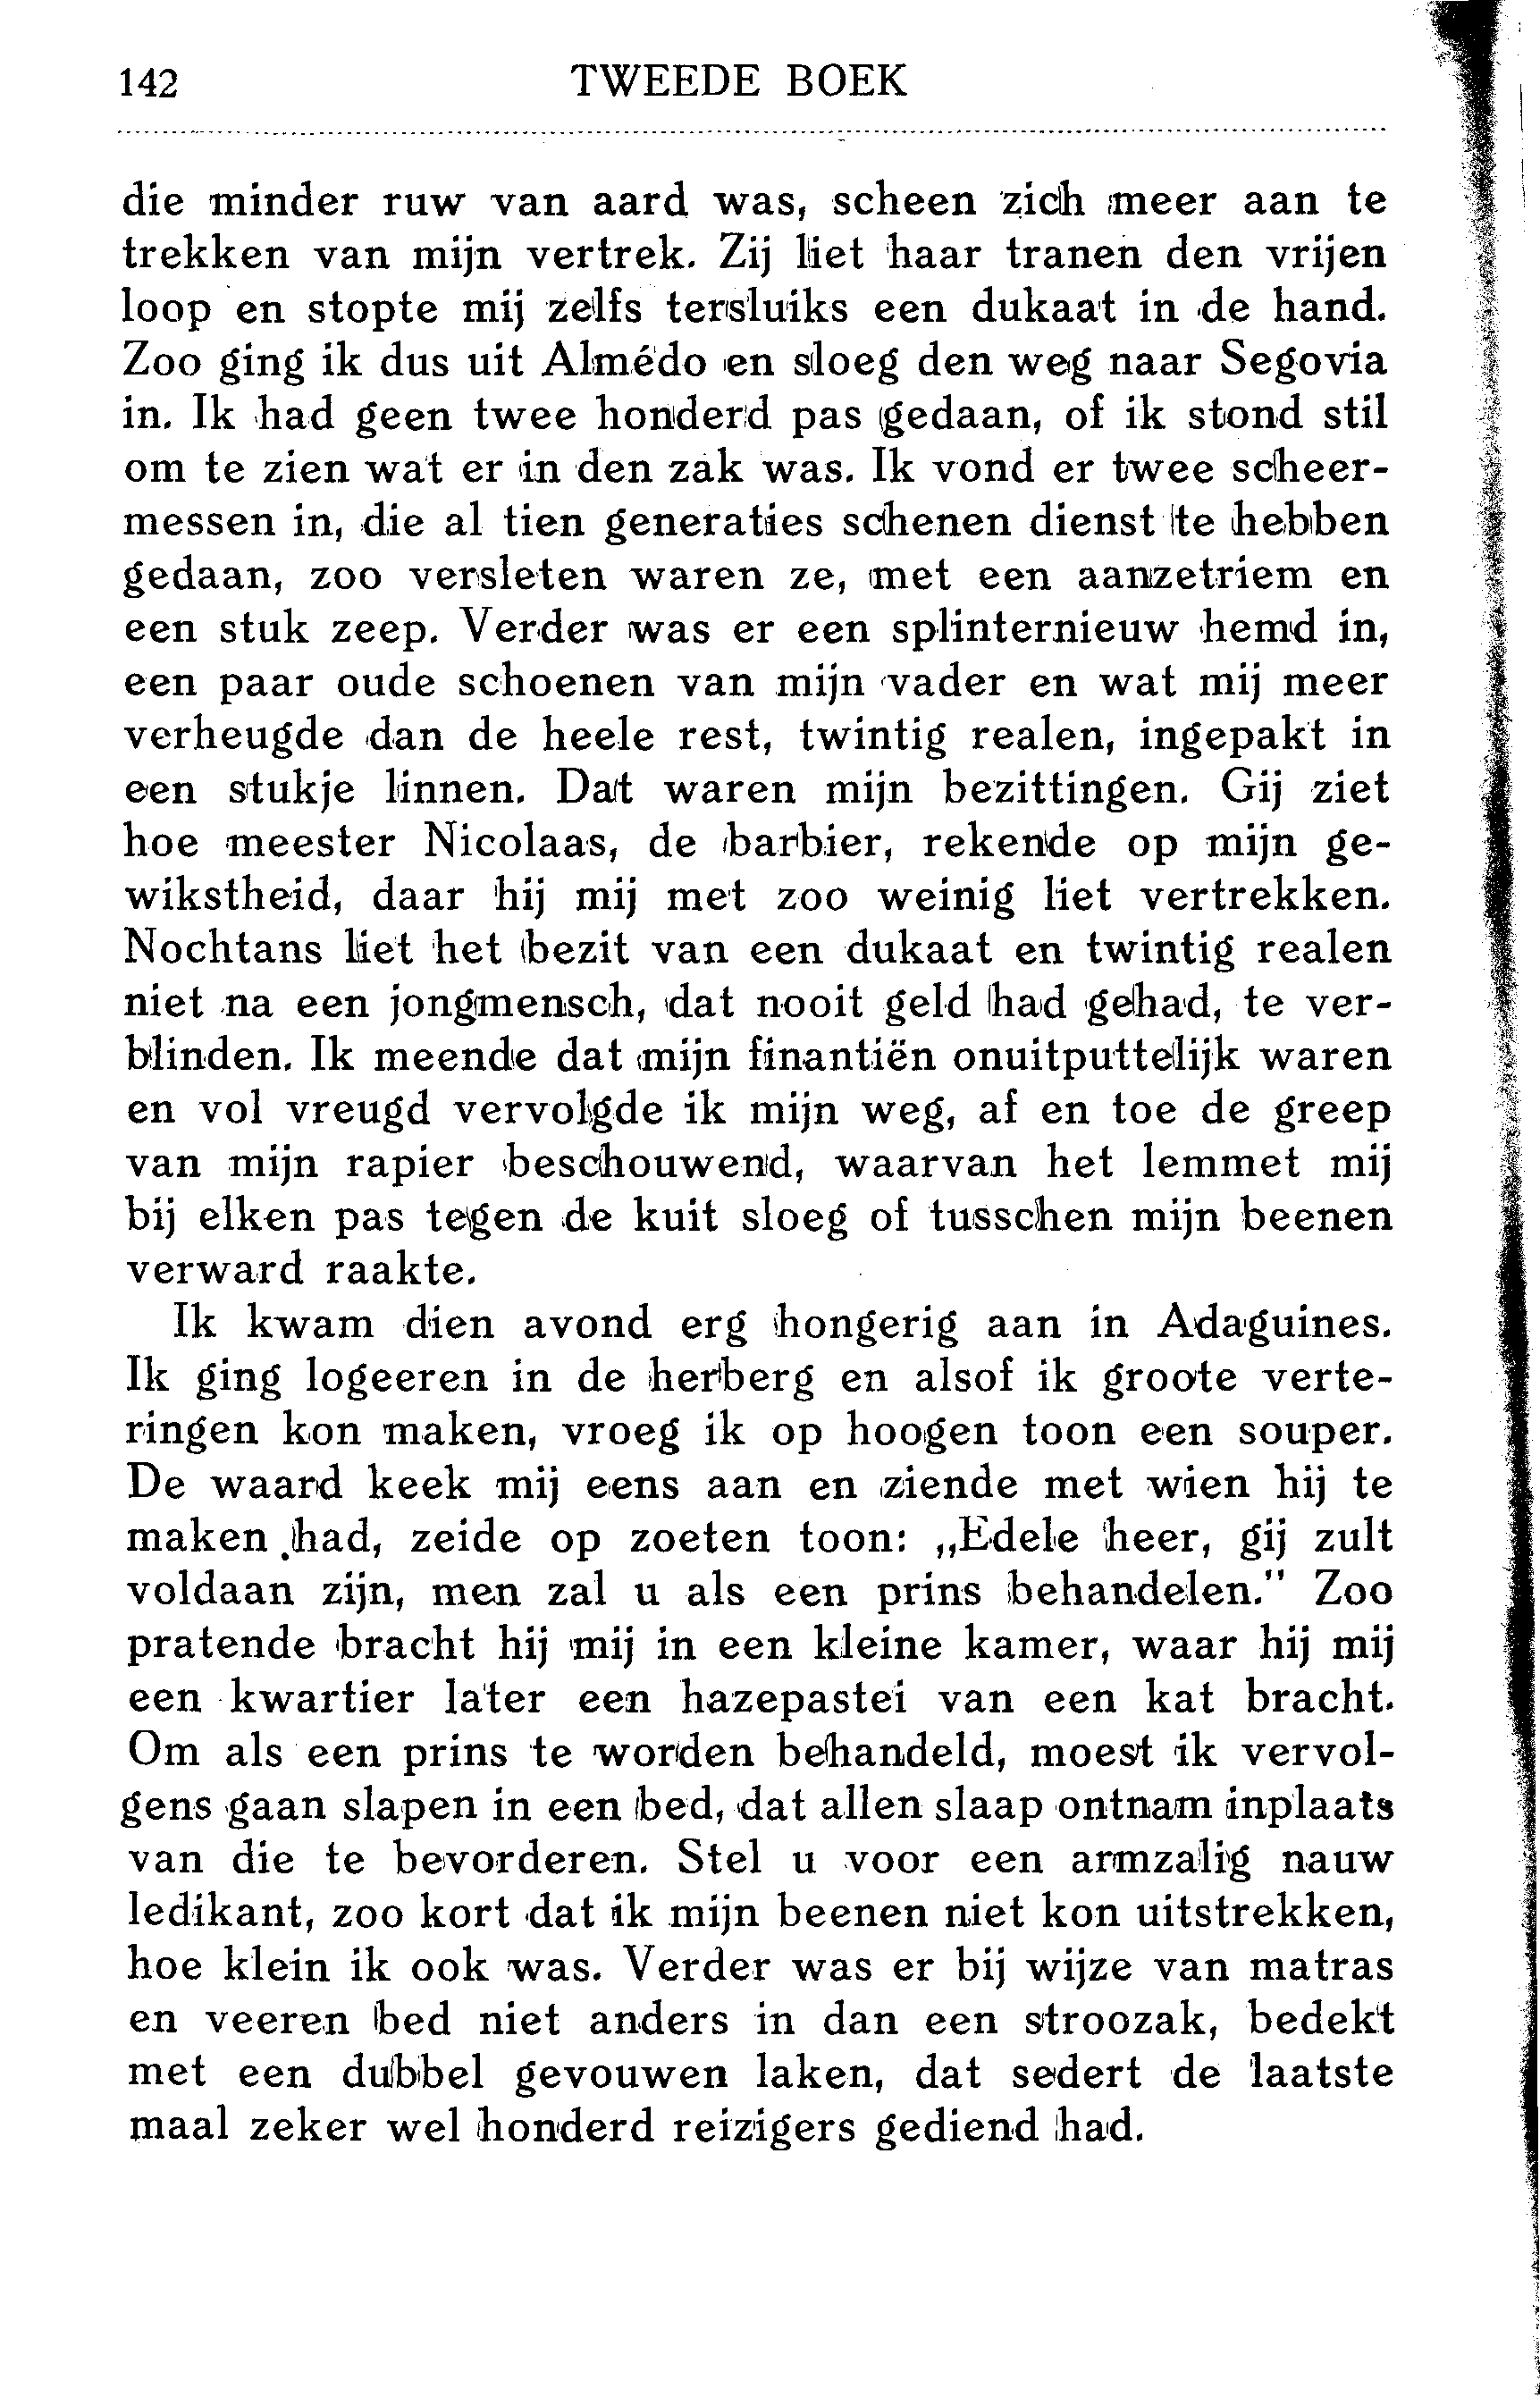 142 TWEEDE BOEK
die minder ruw van aard was, scheen zich meer aan te
trekken van mijn vertrek. Zij liet haar tranen den vrijen
loop en stopte mij zelfs tersluiks een dukaat in de hand.
Zoo ging ik dus uit Almédo en sloeg den weg naar Segovia
in. Ik had geen twee honderd pas gedaan, of ik stond stil
om te zien wat er in den zak was. Ik vond er twee scheer-
messen in, die al tien generaties schenen dienst te hebben
gedaan, zoo versleten waren ze, met een aanzetriem en
een stuk zeep. Verder was er een splinternieuw hemd in,
een paar oude schoenen van mijn vader en wat mij meer
verheugde dan de heele rest, twintig realen, ingepakt in
een stukje linnen. Dat waren mijn bezittingen. Gij ziet
hoe meester Nicolaas, de barbier, rekende op mijn ge-
wikstheid, daar hij mij met zoo weinig liet vertrekken.
Nochtans liet het bezit van een dukaat en twintig realen
niet na een jongmensch, dat nooit geld had gehad, te ver-
blinden. Ik meende dat mijn finantiën onuitputtelijk waren
en vol vreugd vervolgde ik mijn weg, af en toe de greep
van mijn rapier beschouwend, waarvan het lemmet mij
bij elken pas tegen de kuit sloeg of tusschen mijn beenen
verward raakte.
Ik kwam dien avond erg hongerig aan in Adaguines.
Ik ging logeeren in de herberg en alsof ik groote verte-
ringen kon maken, vroeg ik op hoogen toon een souper.
De waard keek mij eens aan en ziende met wien hij te
maken had, zeide op zoeten toon: „Edele heer, gij zult
voldaan zijn, men zal u als een prins behandelen." Zoo
pratende bracht hij mij in een kleine kamer, waar hij mij
een kwartier later een hazepastei van een kat bracht.
Om als een prins te worden behandeld, moest ik vervol-
gens gaan slapen in een bed, dat allen slaap ontnam inplaats
van die te bevorderen. Stel u voor een armzalig nauw
ledikant, zoo kort dat ik mijn beenen niet kon uitstrekken,
hoe klein ik ook was. Verder was er bij wijze van matras
en veeren bed niet anders in dan een stroozak, bedekt
met een dubbel gevouwen laken, dat sedert de laatste
maal zeker wel honderd reizigers gediend had.